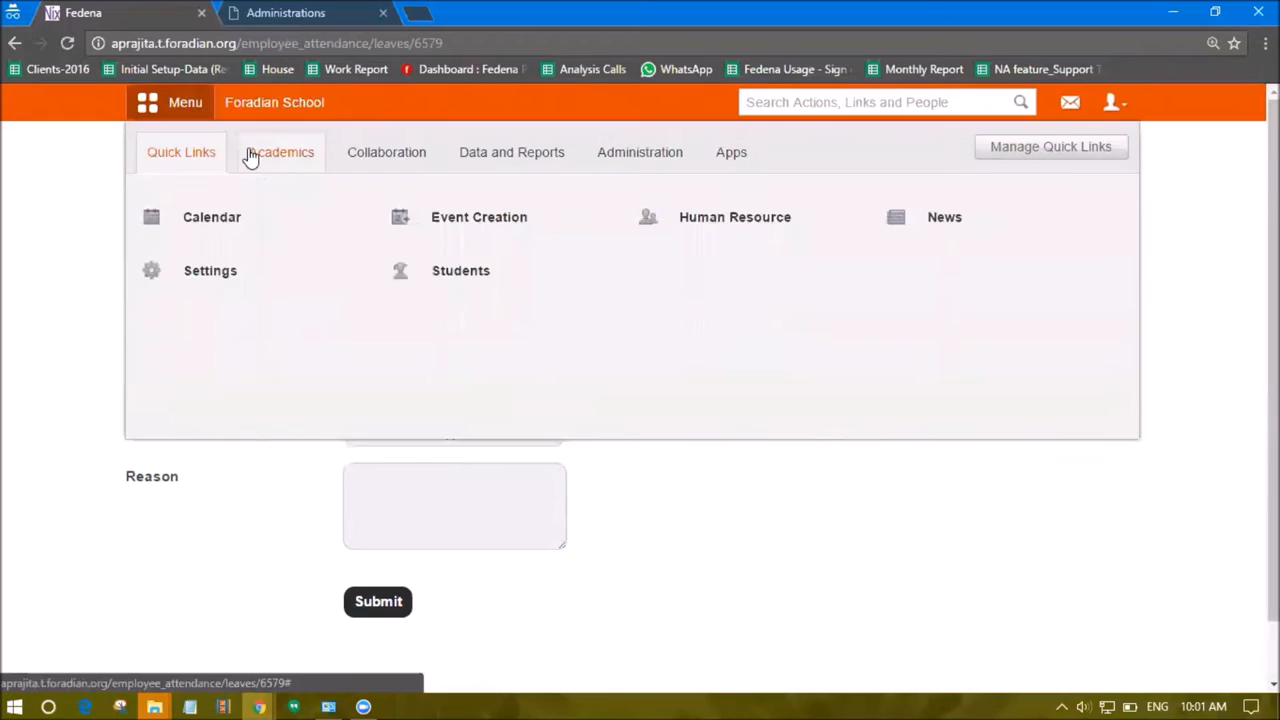 Fedena
Administrations
aprajita.t.foradian.org/employee_attendance/leaves/6579
Clients-2016 Initial Setup-Data (Re House Work Report Dashboard : Fedena P Analysis Calls WhatsApp Fedena Usage - Sign Monthly Report NA feature_Support T
Menu Foradian School Search Actions, Links and People
Quick Links Academics Collaboration Data and Reports Administration Apps Manage Quick Links
Calendar Event Creation Human Resource News
Settings Students
Reason
Submit
aprajita.t.foradian.org/employee_attendance/leaves/6579#
ENG 10:01 AM